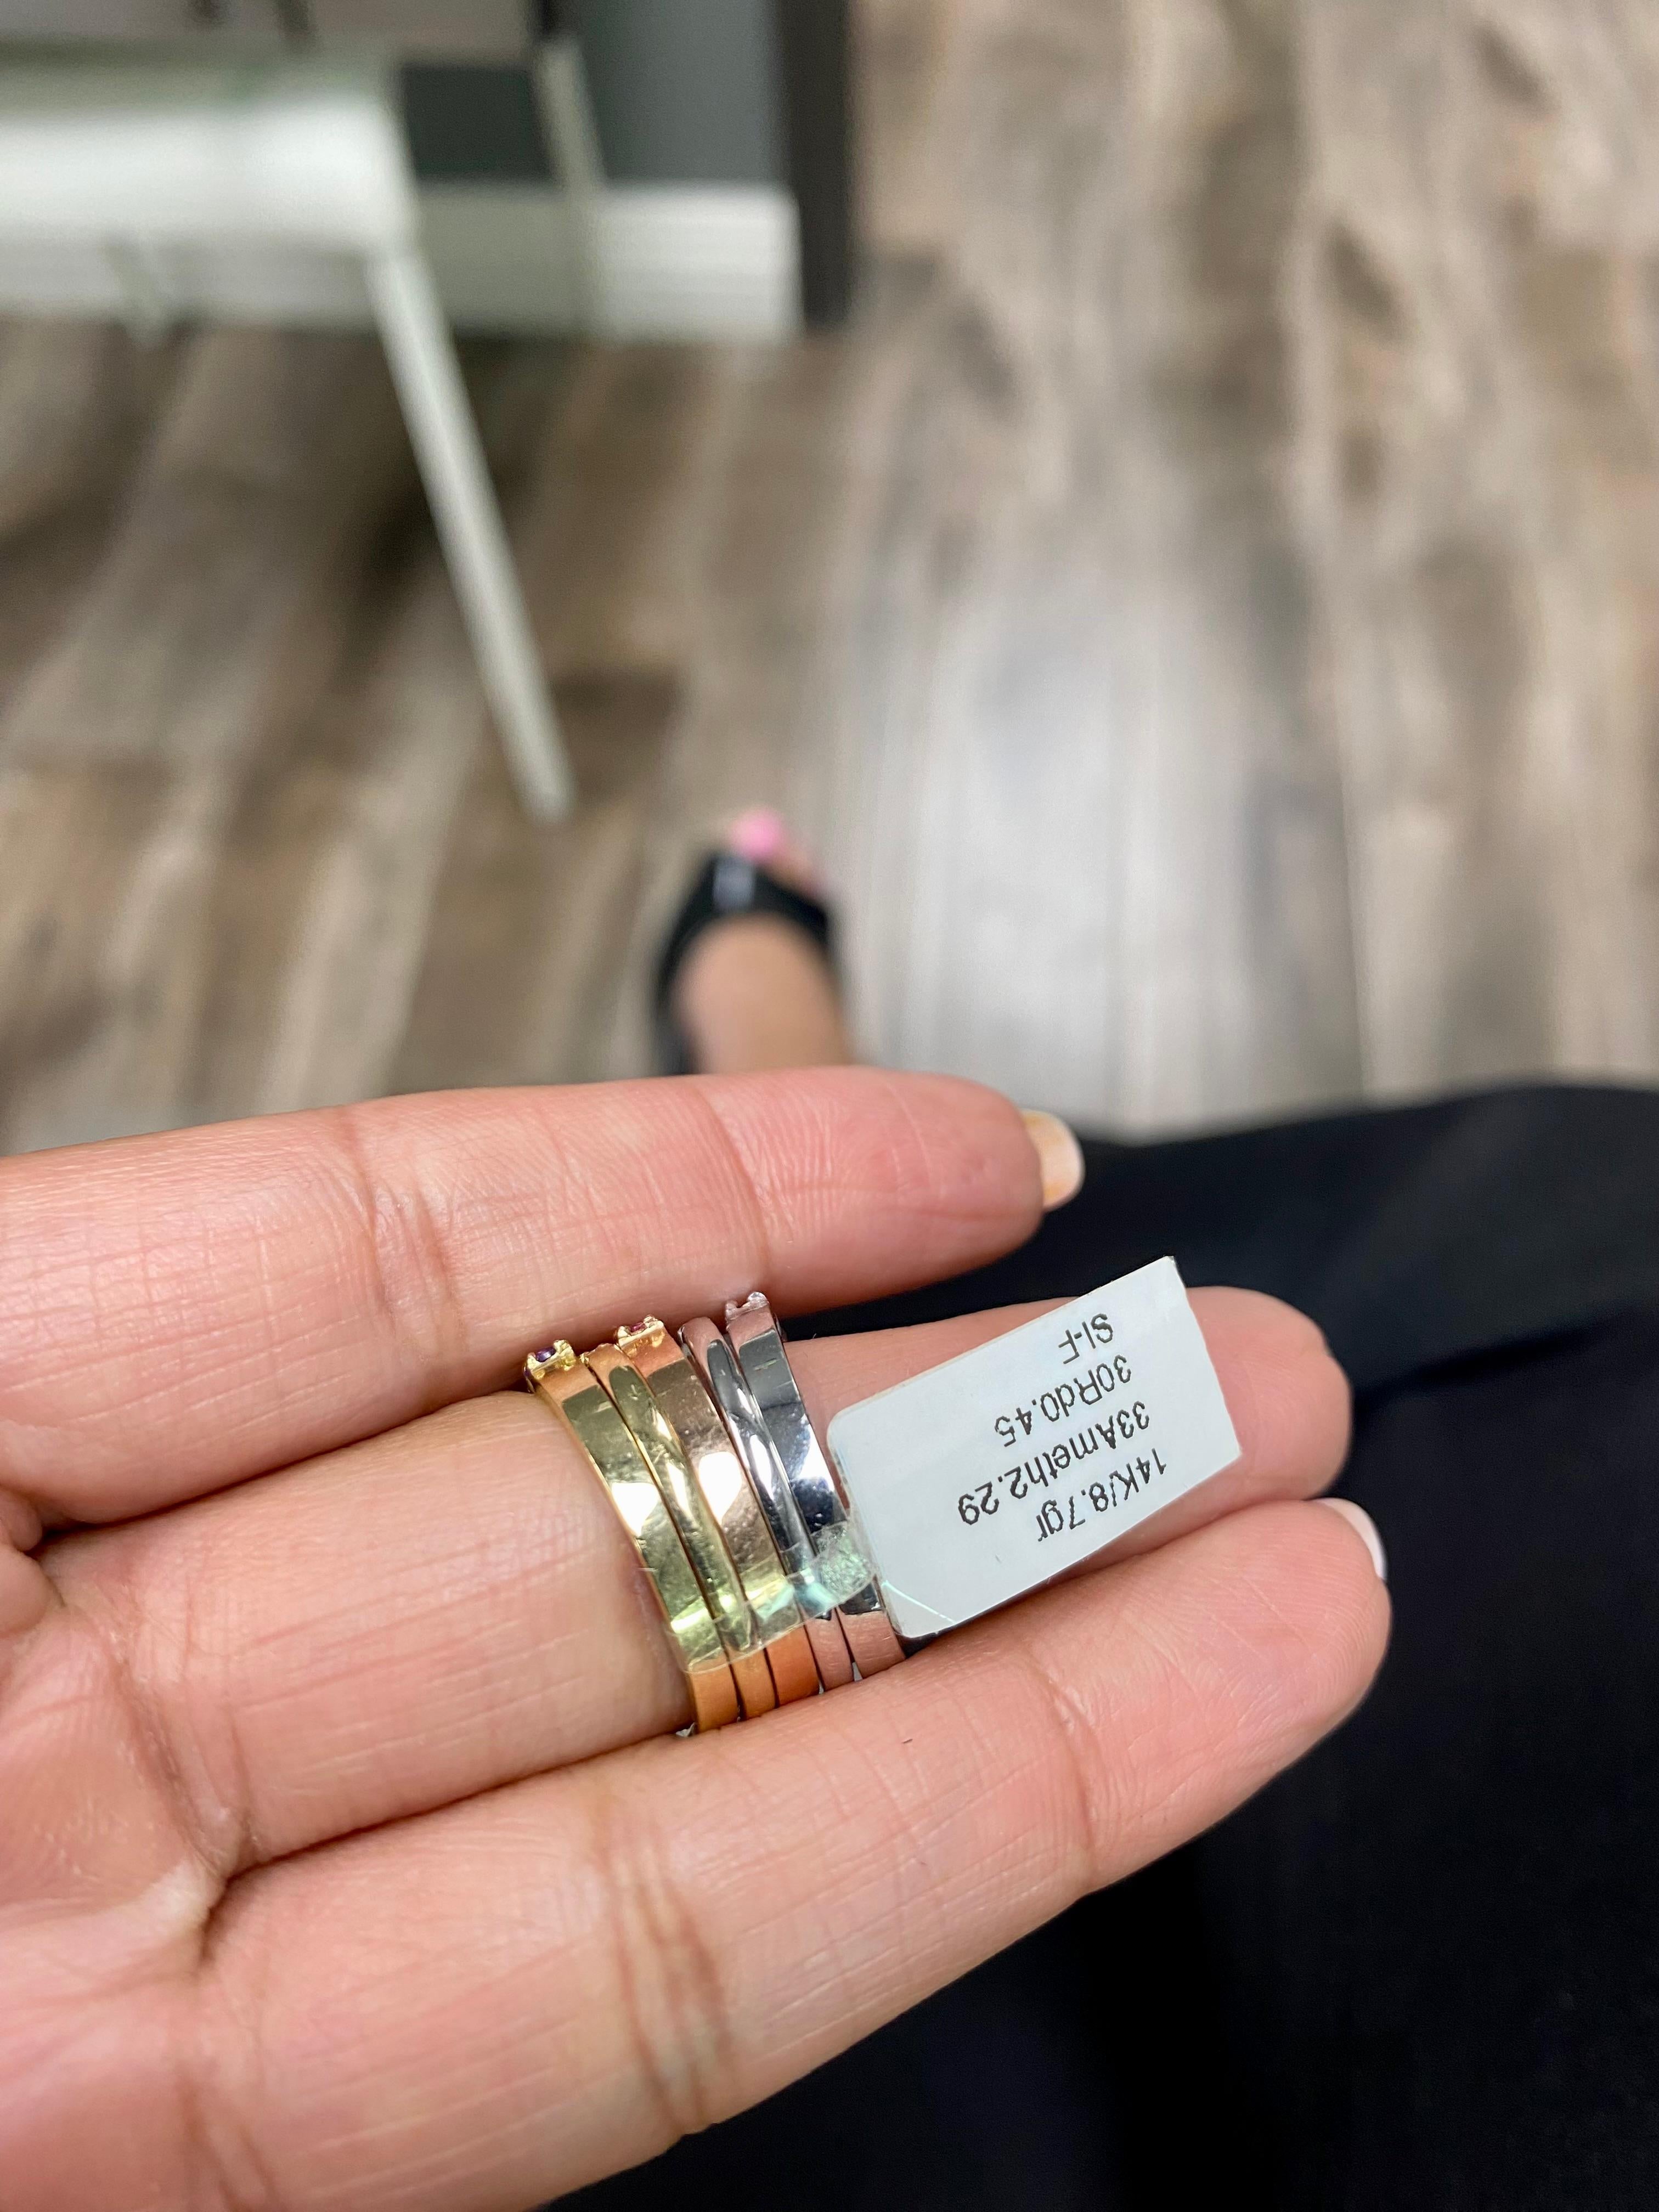 14K/8.7gr
33Ameth2.29
30Rd0.45
SI-F